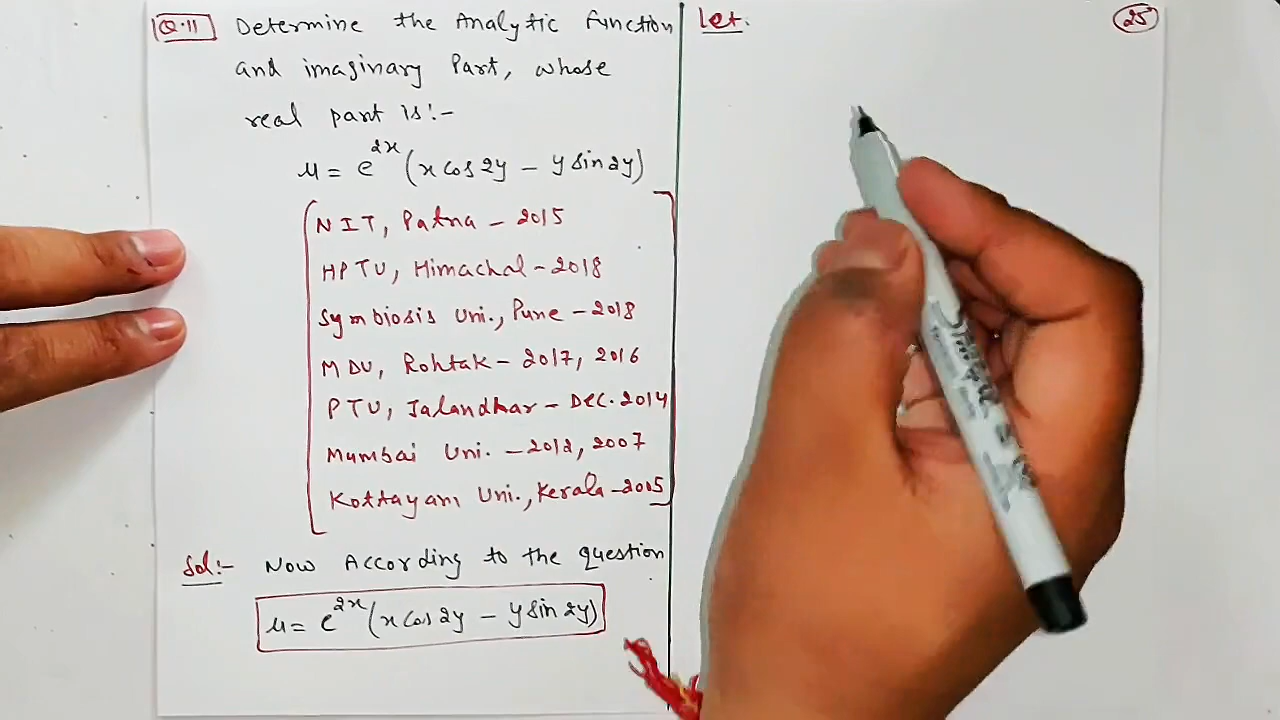 Q.11 Determine the Analytic function
and imaginary Part, whose
real part is:-
u = e^2x (x cos 2y - y sin 2y)
NIT, Patna - 2015
HPTU, Himachal - 2018
Symbiosis Uni., Pune - 2018
MDU, Rohtak - 2017, 2016
PTU, Jalandhar - Dec. 2014
Mumbai Uni. - 2012, 2007
Kottayam Uni., Kerala - 2005
Sol:- Now According to the question
u = e^2x (x cos 2y - y sin 2y)
let.
25